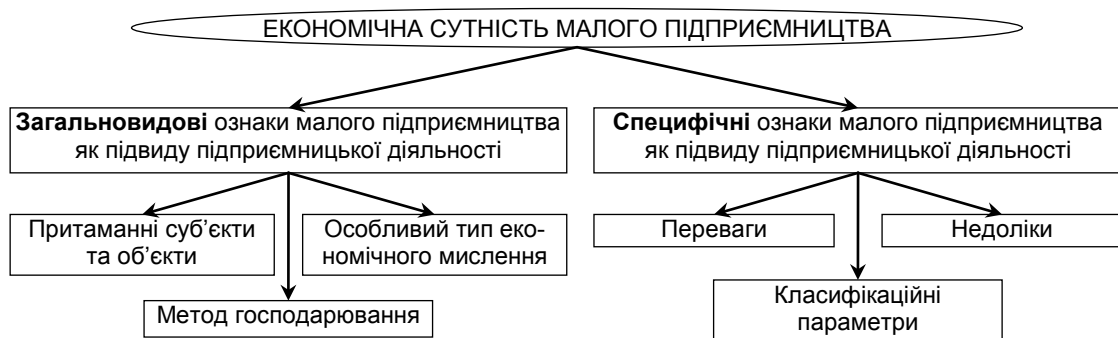 ЕКОНОМІЧНА СУТНІСТЬ МАЛОГО ПІДПРИЄМНИЦТВА
Загальновидові ознаки малого підприємництва
як підвиду підприємницької діяльності
Специфічні ознаки малого підприємництва
як підвиду підприємницької діяльності
Притаманні суб’єкти
та об’єкти
Особливий тип еко-
номічного мислення
Метод господарювання
Переваги
Недоліки
Класифікаційні
параметри